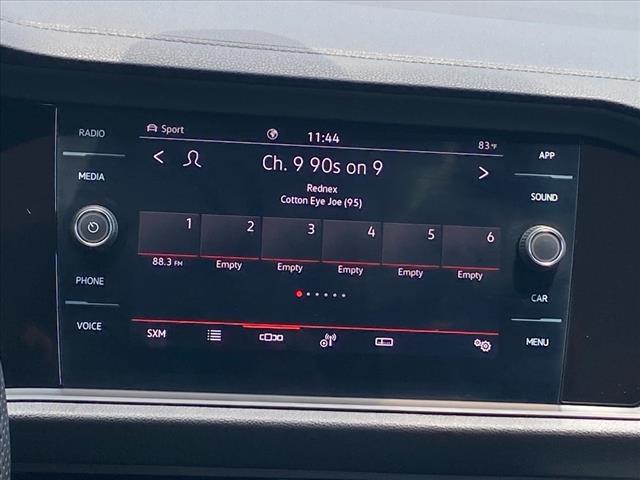 RADIO
MEDIA
PHONE
VOICE
Sport
11:44
83°F
Ch. 9 90s on 9
Rednex
Cotton Eye Joe (95)
1 2 3 4 5 6
88.3 FM Empty Empty Empty Empty Empty
SXM
APP
SOUND
CAR
MENU